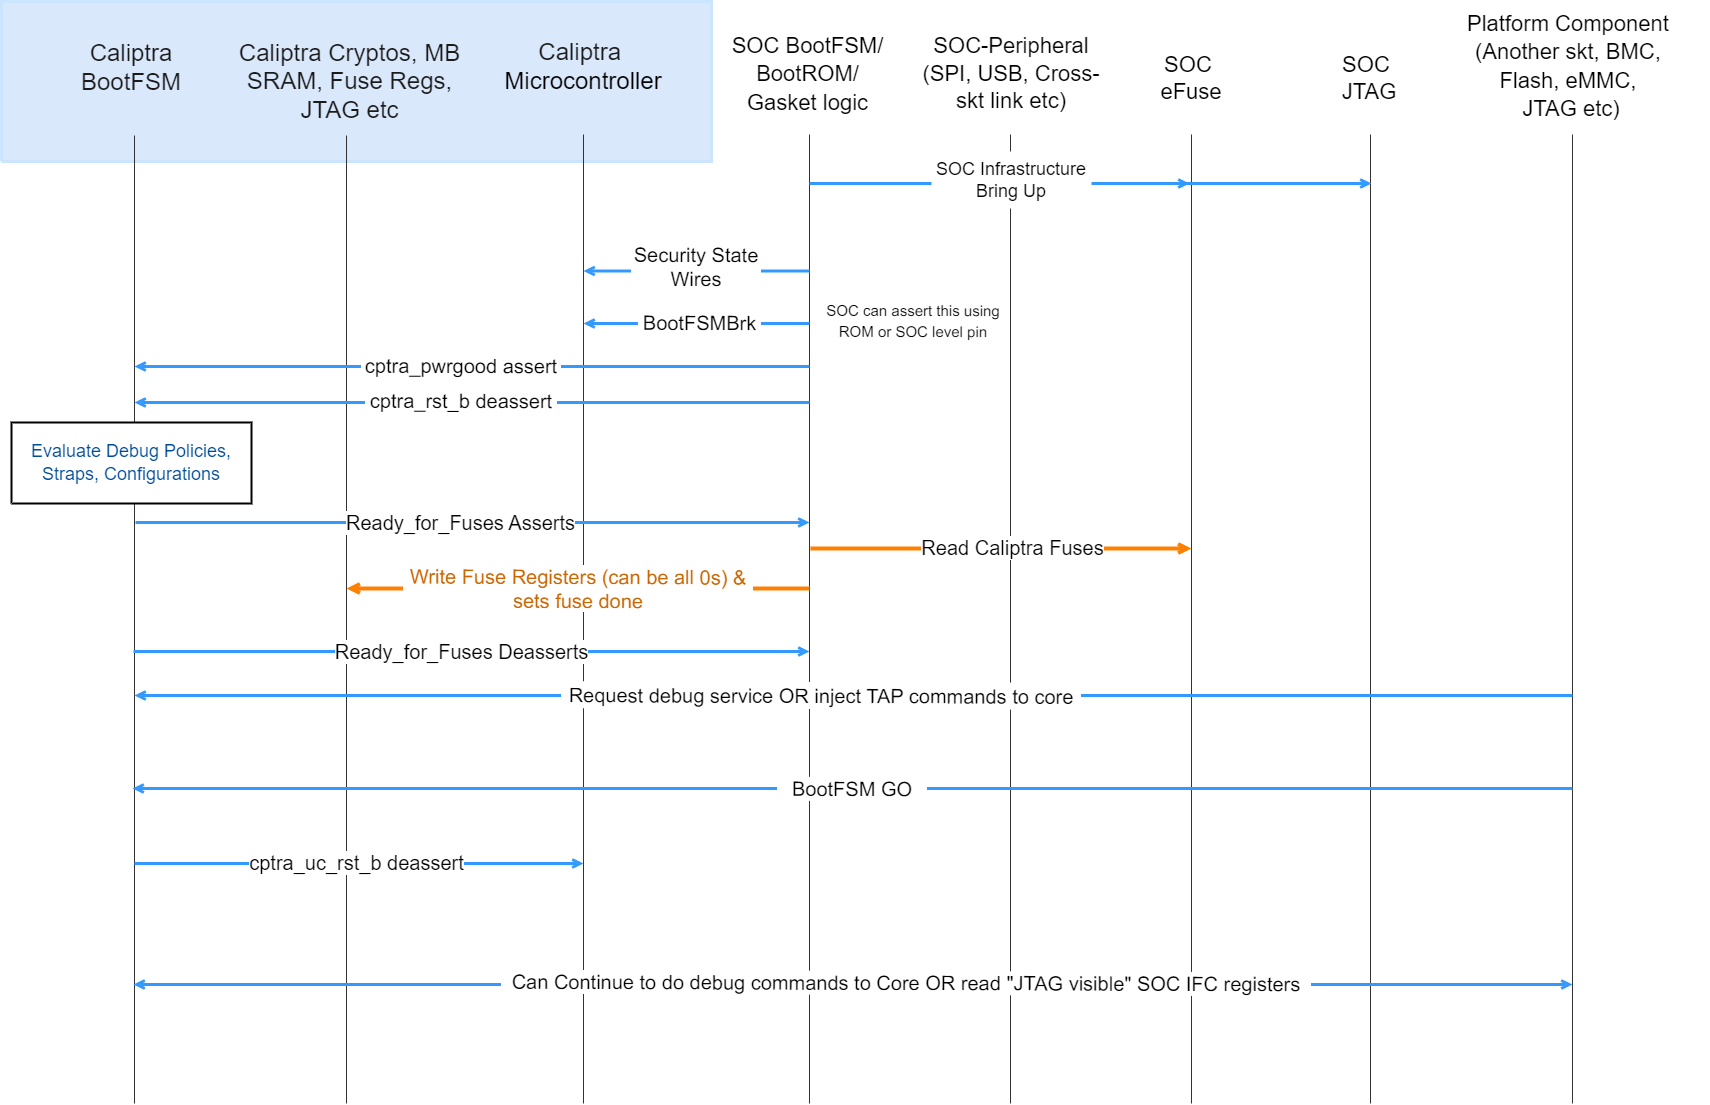 Caliptra
BootFSM
Caliptra Cryptos, MB
SRAM, Fuse Regs,
JTAG etc
Caliptra
Microcontroller
SOC BootFSM/
BootROM/
Gasket logic
SOC-Peripheral
(SPI, USB, Cross-
skt link etc)
SOC
eFuse
SOC
JTAG
Platform Component
(Another skt, BMC,
Flash, eMMC,
JTAG etc)
SOC Infrastructure
Bring Up
Security State
Wires
BootFSMBrk
SOC can assert this using
ROM or SOC level pin
cptra_pwrgood assert
cptra_rst_b deassert
Evaluate Debug Policies,
Straps, Configurations
Ready_for_Fuses Asserts
Read Caliptra Fuses
Write Fuse Registers (can be all 0s) &
sets fuse done
Ready_for_Fuses Deasserts
Request debug service OR inject TAP commands to core
BootFSM GO
cptra_uc_rst_b deassert
Can Continue to do debug commands to Core OR read "JTAG visible" SOC IFC registers